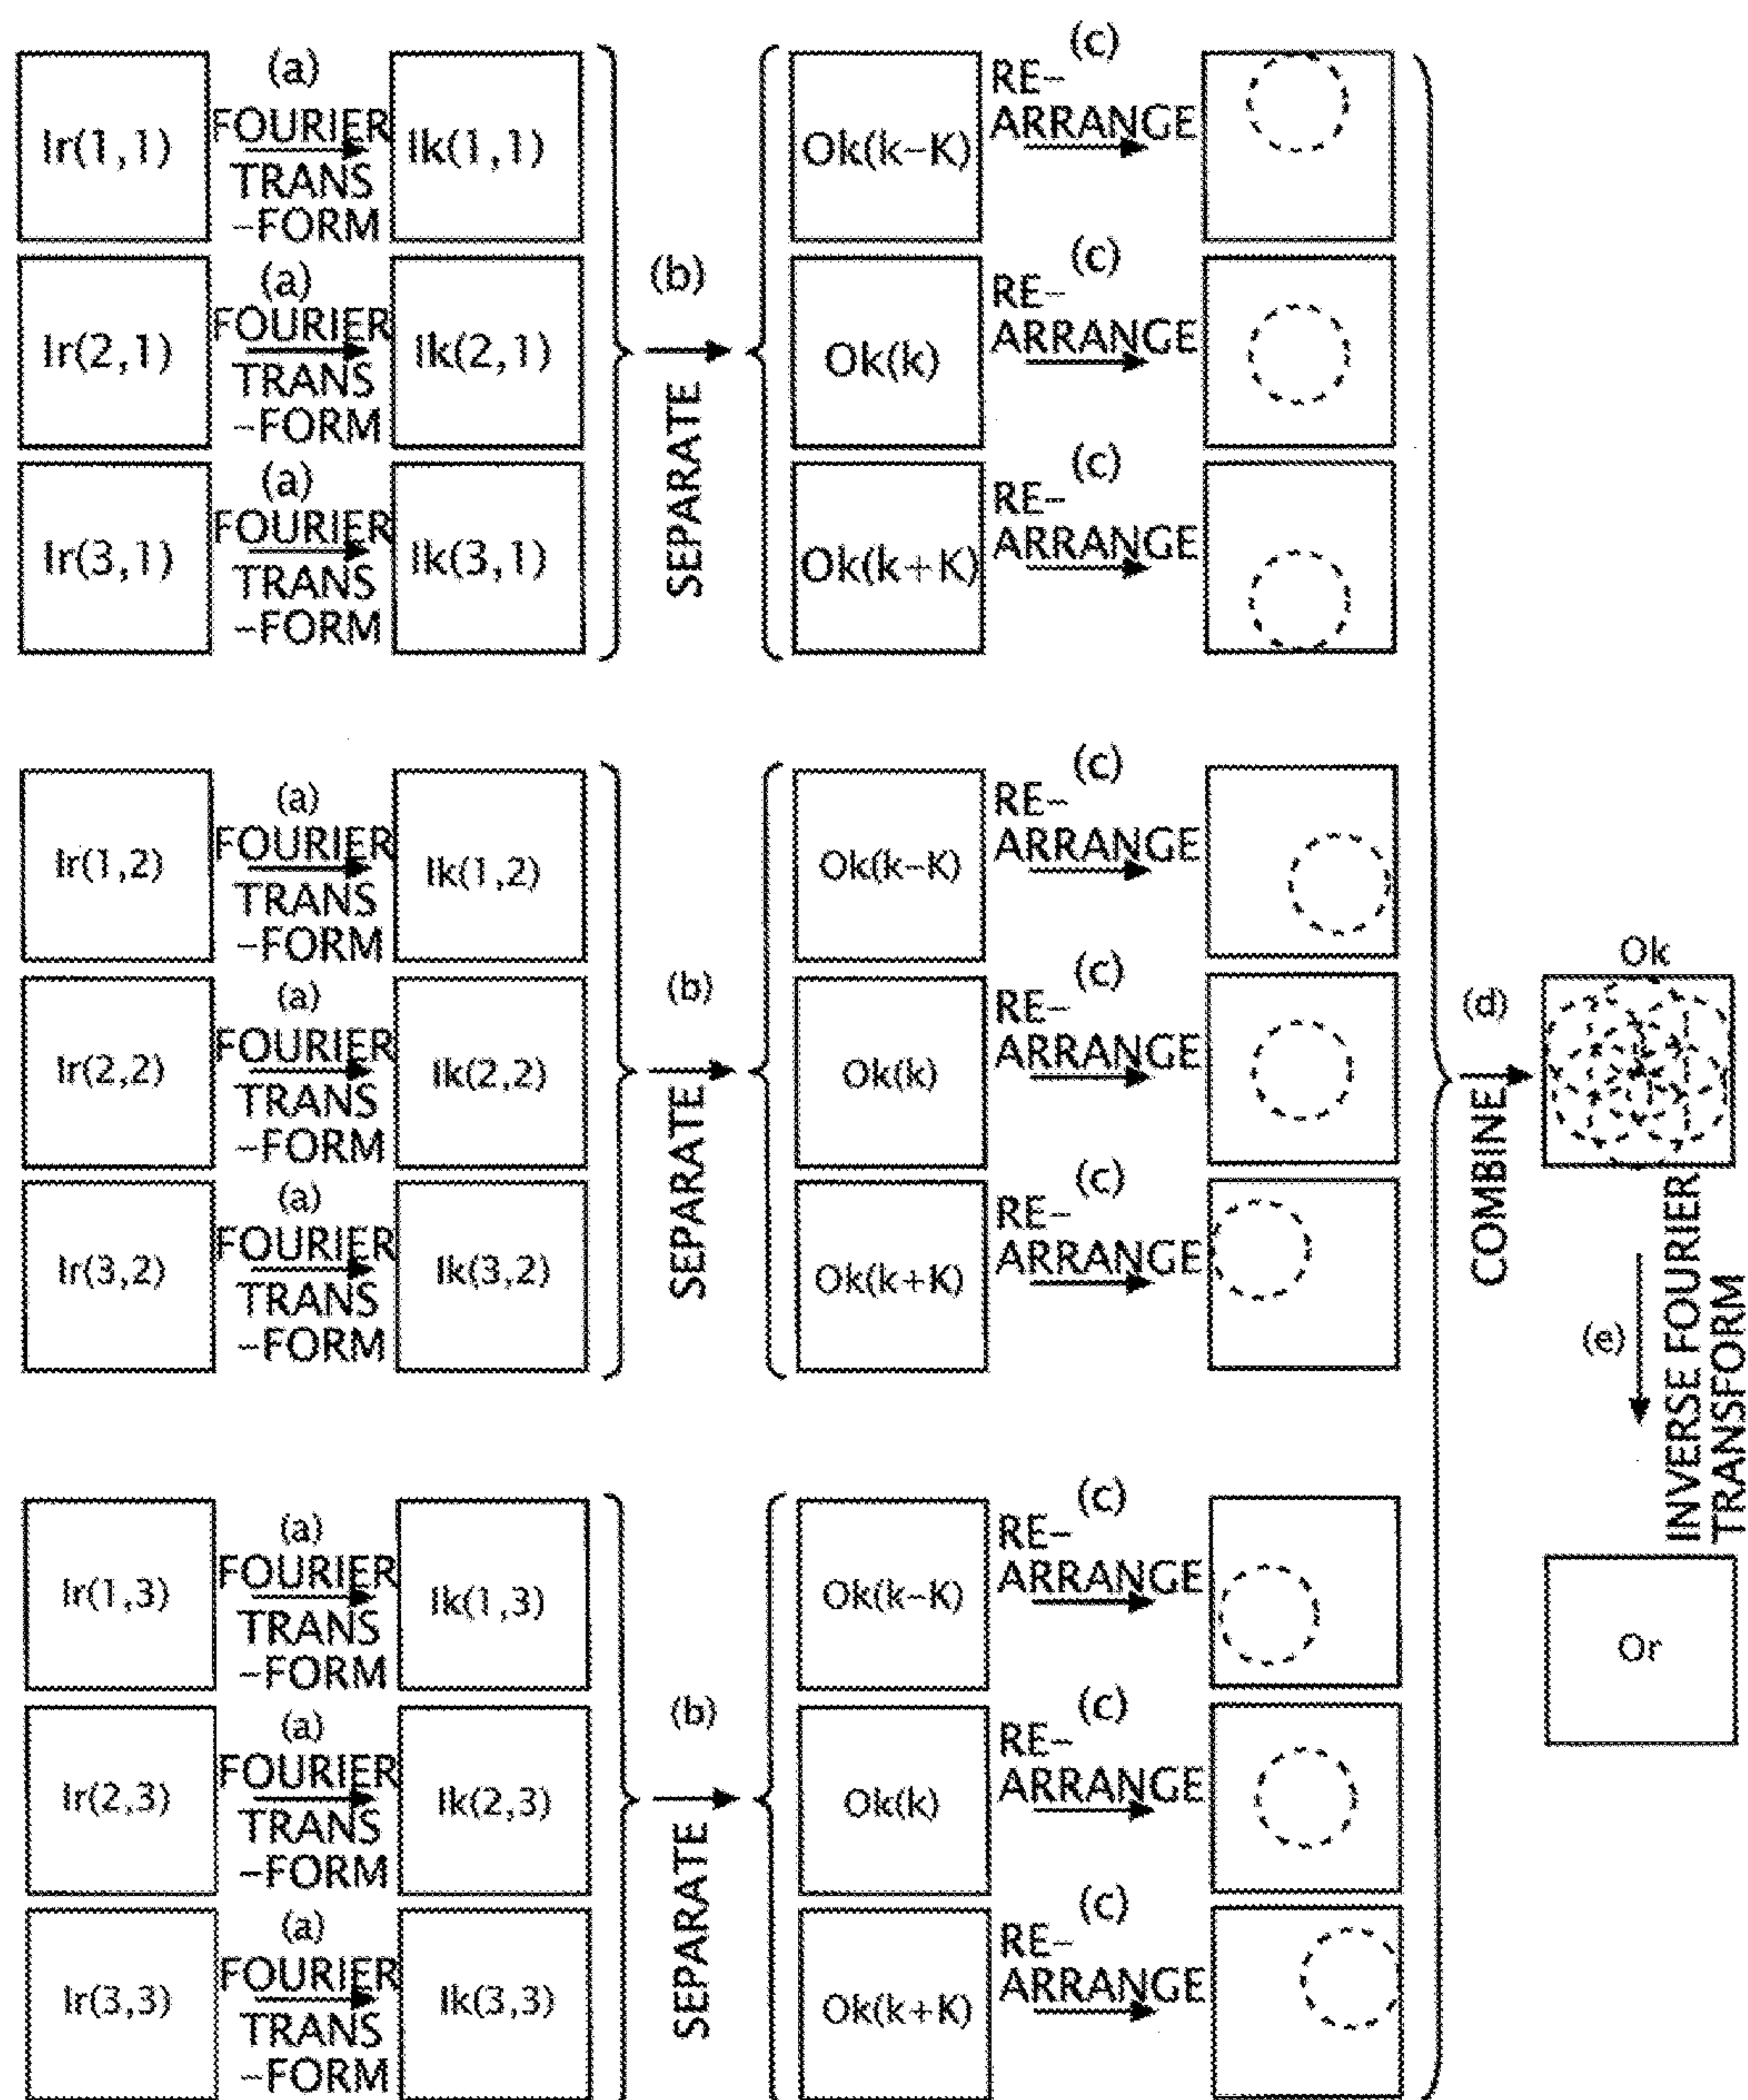 (a)
(c)
Ir(1,1)
FOURIER
TRANS
-FORM
Ik(1,1)
Ok(k-K)
RE-
ARRANGE
(a)
(b)
(c)
Ir(2,1)
FOURIER
TRANS
-FORM
Ik(2,1)
SEPARATE
Ok(k)
RE-
ARRANGE
(a)
(c)
Ir(3,1)
FOURIER
TRANS
-FORM
Ik(3,1)
Ok(k+K)
RE-
ARRANGE
(a)
(c)
Ir(1,2)
FOURIER
TRANS
-FORM
Ik(1,2)
Ok(k-K)
RE-
ARRANGE
(a)
(b)
(c)
Ir(2,2)
FOURIER
TRANS
-FORM
Ik(2,2)
SEPARATE
Ok(k)
RE-
ARRANGE
(a)
(c)
Ir(3,2)
FOURIER
TRANS
-FORM
Ik(3,2)
Ok(k+K)
RE-
ARRANGE
(a)
(c)
Ir(1,3)
FOURIER
TRANS
-FORM
Ik(1,3)
Ok(k-K)
RE-
ARRANGE
(a)
(b)
(c)
Ir(2,3)
FOURIER
TRANS
-FORM
Ik(2,3)
SEPARATE
Ok(k)
RE-
ARRANGE
(a)
(c)
Ir(3,3)
FOURIER
TRANS
-FORM
Ik(3,3)
Ok(k+K)
RE-
ARRANGE
(d)
COMBINE
Ok
(e)
INVERSE FOURIER
TRANSFORM
Or